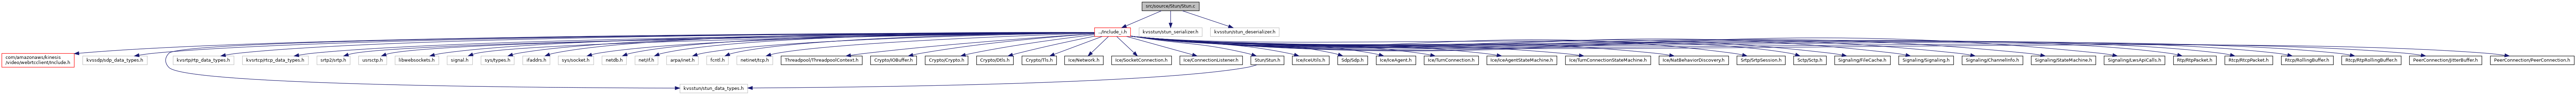 src/source/Stun/Stun.c
../Include_i.h
kvsstun/stun_serializer.h
kvsstun/stun_deserializer.h
com/amazonaws/kinesis
/video/webrtcclient/Include.h
kvssdp/sdp_data_types.h
kvsrtp/rtp_data_types.h
kvsrtcp/rtcp_data_types.h
srtp2/srtp.h
usrsctp.h
libwebsockets.h
signal.h
sys/types.h
ifaddrs.h
sys/socket.h
netdb.h
net/if.h
arpa/inet.h
fcntl.h
netinet/tcp.h
Threadpool/ThreadpoolContext.h
Crypto/IOBuffer.h
Crypto/Crypto.h
Crypto/Dtls.h
Crypto/Tls.h
Ice/Network.h
Ice/SocketConnection.h
Ice/ConnectionListener.h
Stun/Stun.h
Ice/IceUtils.h
Sdp/Sdp.h
Ice/IceAgent.h
Ice/TurnConnection.h
Ice/IceAgentStateMachine.h
Ice/TurnConnectionStateMachine.h
Ice/NatBehaviorDiscovery.h
Srtp/SrtpSession.h
Sctp/Sctp.h
Signaling/FileCache.h
Signaling/Signaling.h
Signaling/ChannelInfo.h
Signaling/StateMachine.h
Signaling/LwsApiCalls.h
Rtp/RtpPacket.h
Rtcp/RtcpPacket.h
Rtcp/RollingBuffer.h
Rtcp/RtpRollingBuffer.h
PeerConnection/JitterBuffer.h
PeerConnection/PeerConnection.h
kvsstun/stun_data_types.h